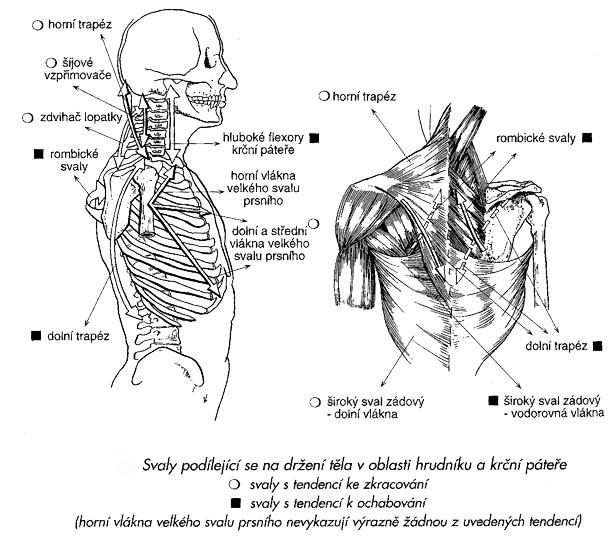 ○ horní trapéz
○ šíjové
vzpřimovače
○ zdvihač lopatky
■ rombické
svaly
■ dolní trapéz
hluboké flexory ■
krční páteře
horní vlákna
velkého svalu
prsního
dolní a střední ○
vlákna velkého
svalu prsního
○ horní trapéz
rombické svaly ■
dolní trapéz ■
○ široký sval zádový
- dolní vlákna
■ široký sval zádový
- vodorovná vlákna
Svaly podílející se na držení těla v oblasti hrudníku a krční páteře
○ svaly s tendencí ke zkracování
■ svaly s tendencí k ochabování
(horní vlákna velkého svalu prsního nevykazují výrazně žádnou z uvedených tendencí)